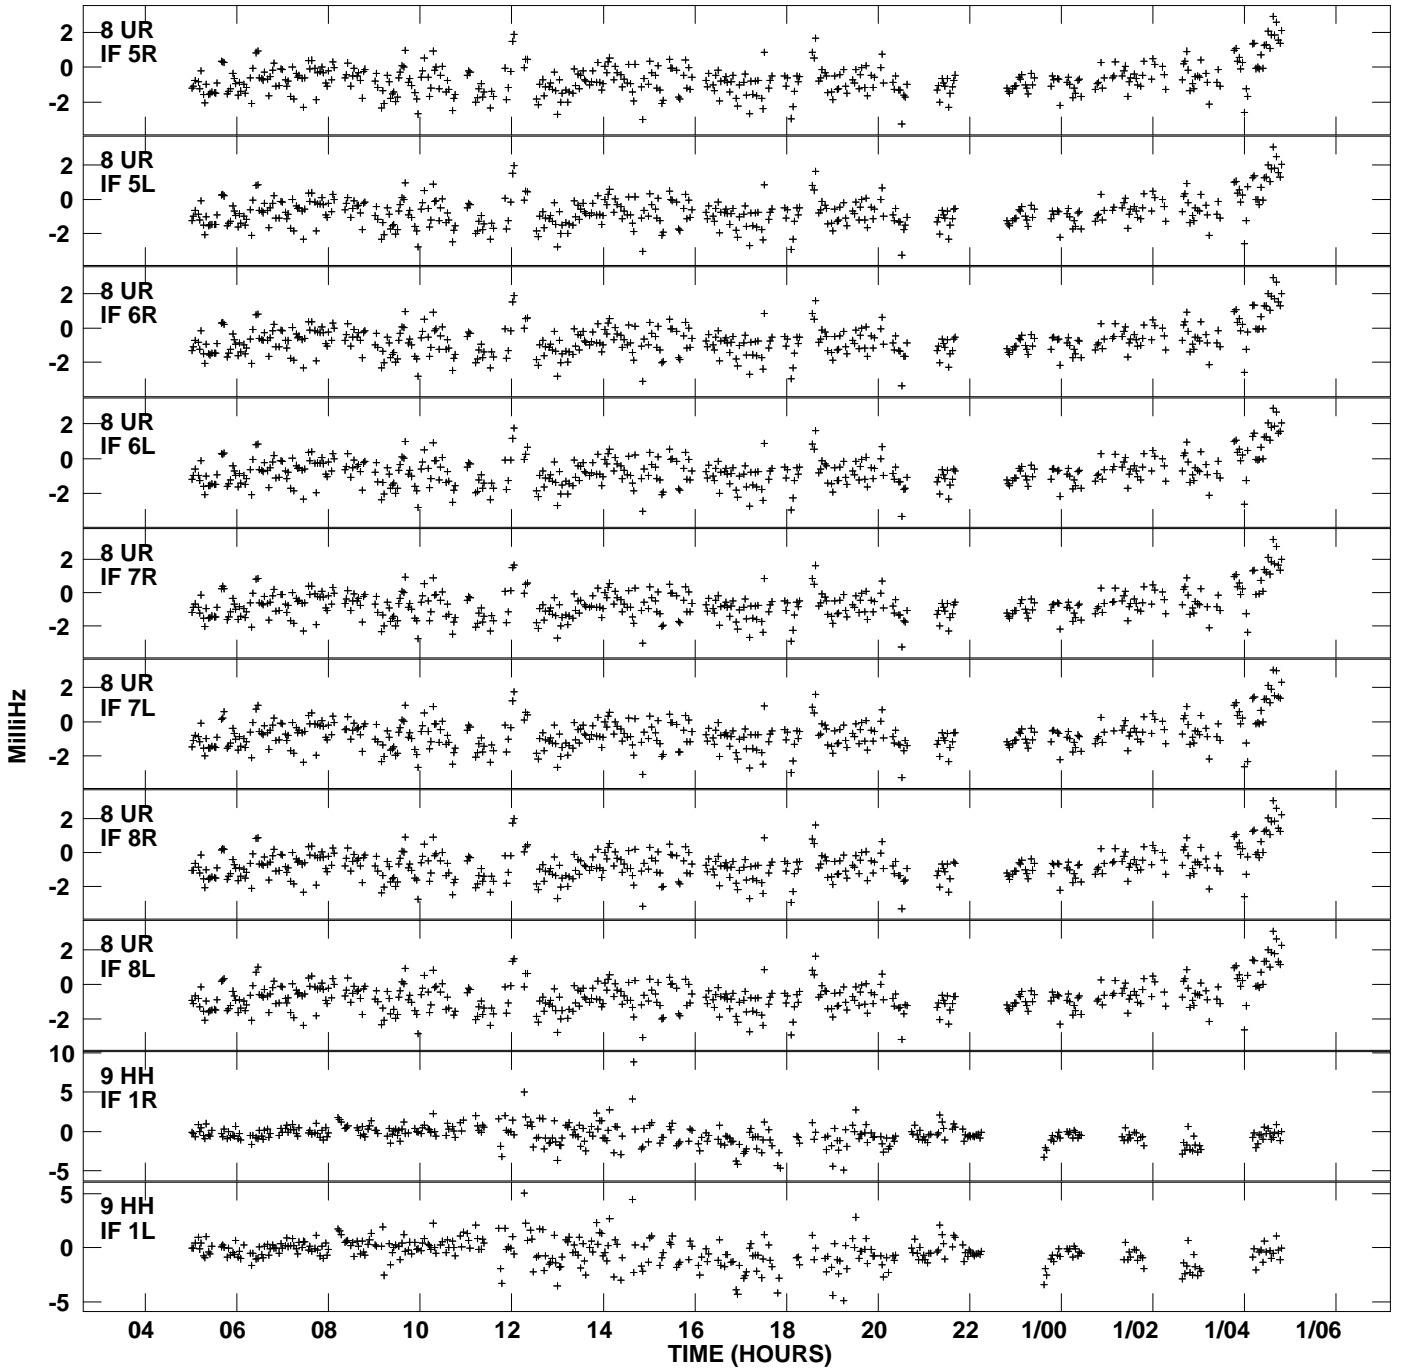 8 UR
IF 5R
2
0
-2
8 UR
IF 5L
2
0
-2
8 UR
IF 6R
2
0
-2
8 UR
IF 6L
2
0
-2
8 UR
IF 7R
2
0
-2
8 UR
IF 7L
2
0
-2
8 UR
IF 8R
2
0
-2
8 UR
IF 8L
2
0
-2
9 HH
IF 1R
10
5
0
-5
9 HH
IF 1L
5
0
-5
MilliHz
04 06 08 10 12 14 16 18 20 22 1/00 1/02 1/04 1/06
TIME (HOURS)